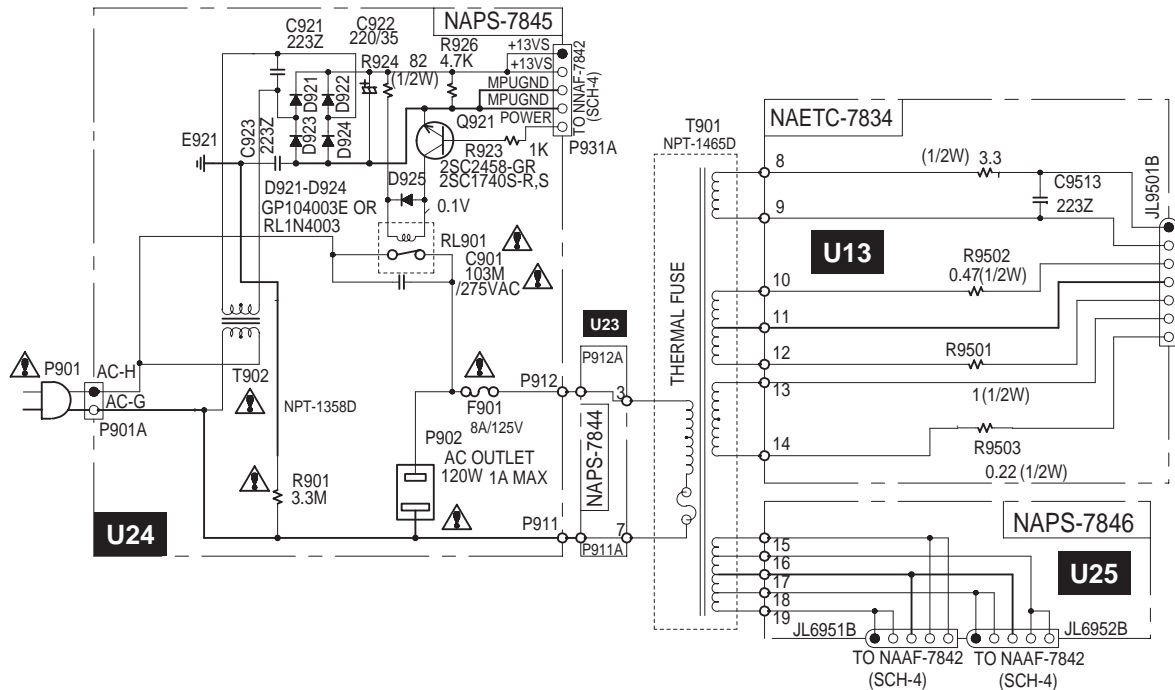 NAPS-7845
C921
223Z
C922
220/35
R926
4.7K
R924
82
(1/2W)
+13VS
+13VS
MPUGND
MPUGND
POWER
TO NNAF-7842
(SCH-4)
P931A
D921
D922
D923
D924
C923
223Z
E921
Q921
R923
1K
2SC2458-GR
2SC1740S-R,S
D925
D921-D924
GP104003E OR
RL1N4003
0.1V
RL901
C901
103M
/275VAC
P901
AC-H
AC-G
P901A
T902
NPT-1358D
R901
3.3M
F901
8A/125V
P902
AC OUTLET
120W 1A MAX
P912
P911
U24
U23
P912A
3
NAPS-7844
7
P911A
T901
NPT-1465D
THERMAL FUSE
NAETC-7834
8
(1/2W)
3.3
C9513
223Z
JL9501B
9
U13
10
R9502
0.47(1/2W)
11
12
R9501
13
1(1/2W)
14
R9503
0.22 (1/2W)
NAPS-7846
U25
15
16
17
18
19
JL6951B
JL6952B
TO NAAF-7842
(SCH-4)
TO NAAF-7842
(SCH-4)